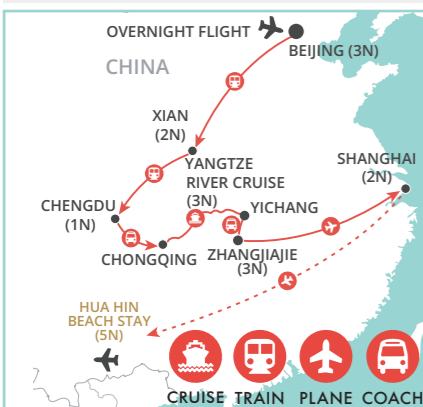 OVERNIGHT FLIGHT
BEIJING (3N)
CHINA
XIAN
(2N)
YANGTZE
RIVER CRUISE
(3N)
SHANGHAI
(2N)
CHENGDU
(1N)
YICHANG
CHONGQING
ZHANGJIAJIE
(3N)
HUA HIN
BEACH STAY
(5N)
CRUISE TRAIN PLANE COACH